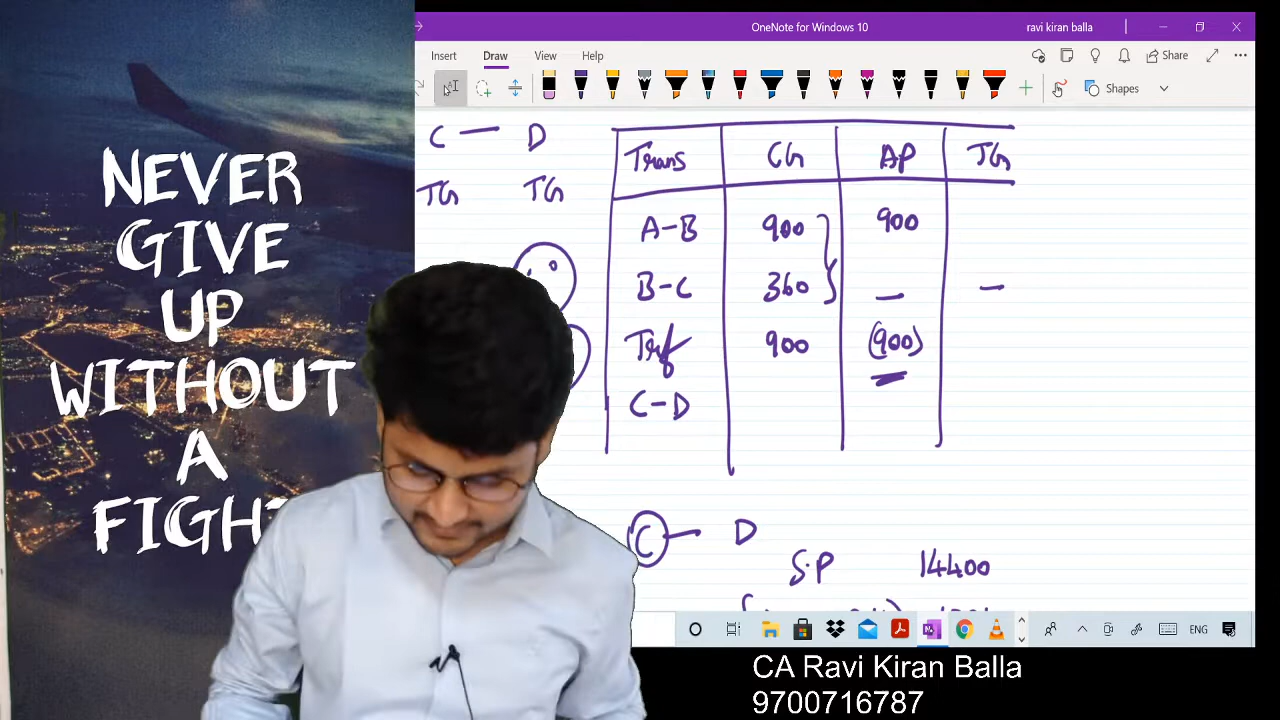 NEVER
GIVE
UP
WITHOUT
A
FIGHT
OneNote for Windows 10
ravi kiran balla
Insert Draw View Help
Share
Shapes
C — D
TG TG
Trans CG AP TG
A-B 900 900
B-C 360 — —
Trf 900 (900)
C-D
C — D
S.P 14400
ENG
CA Ravi Kiran Balla
9700716787